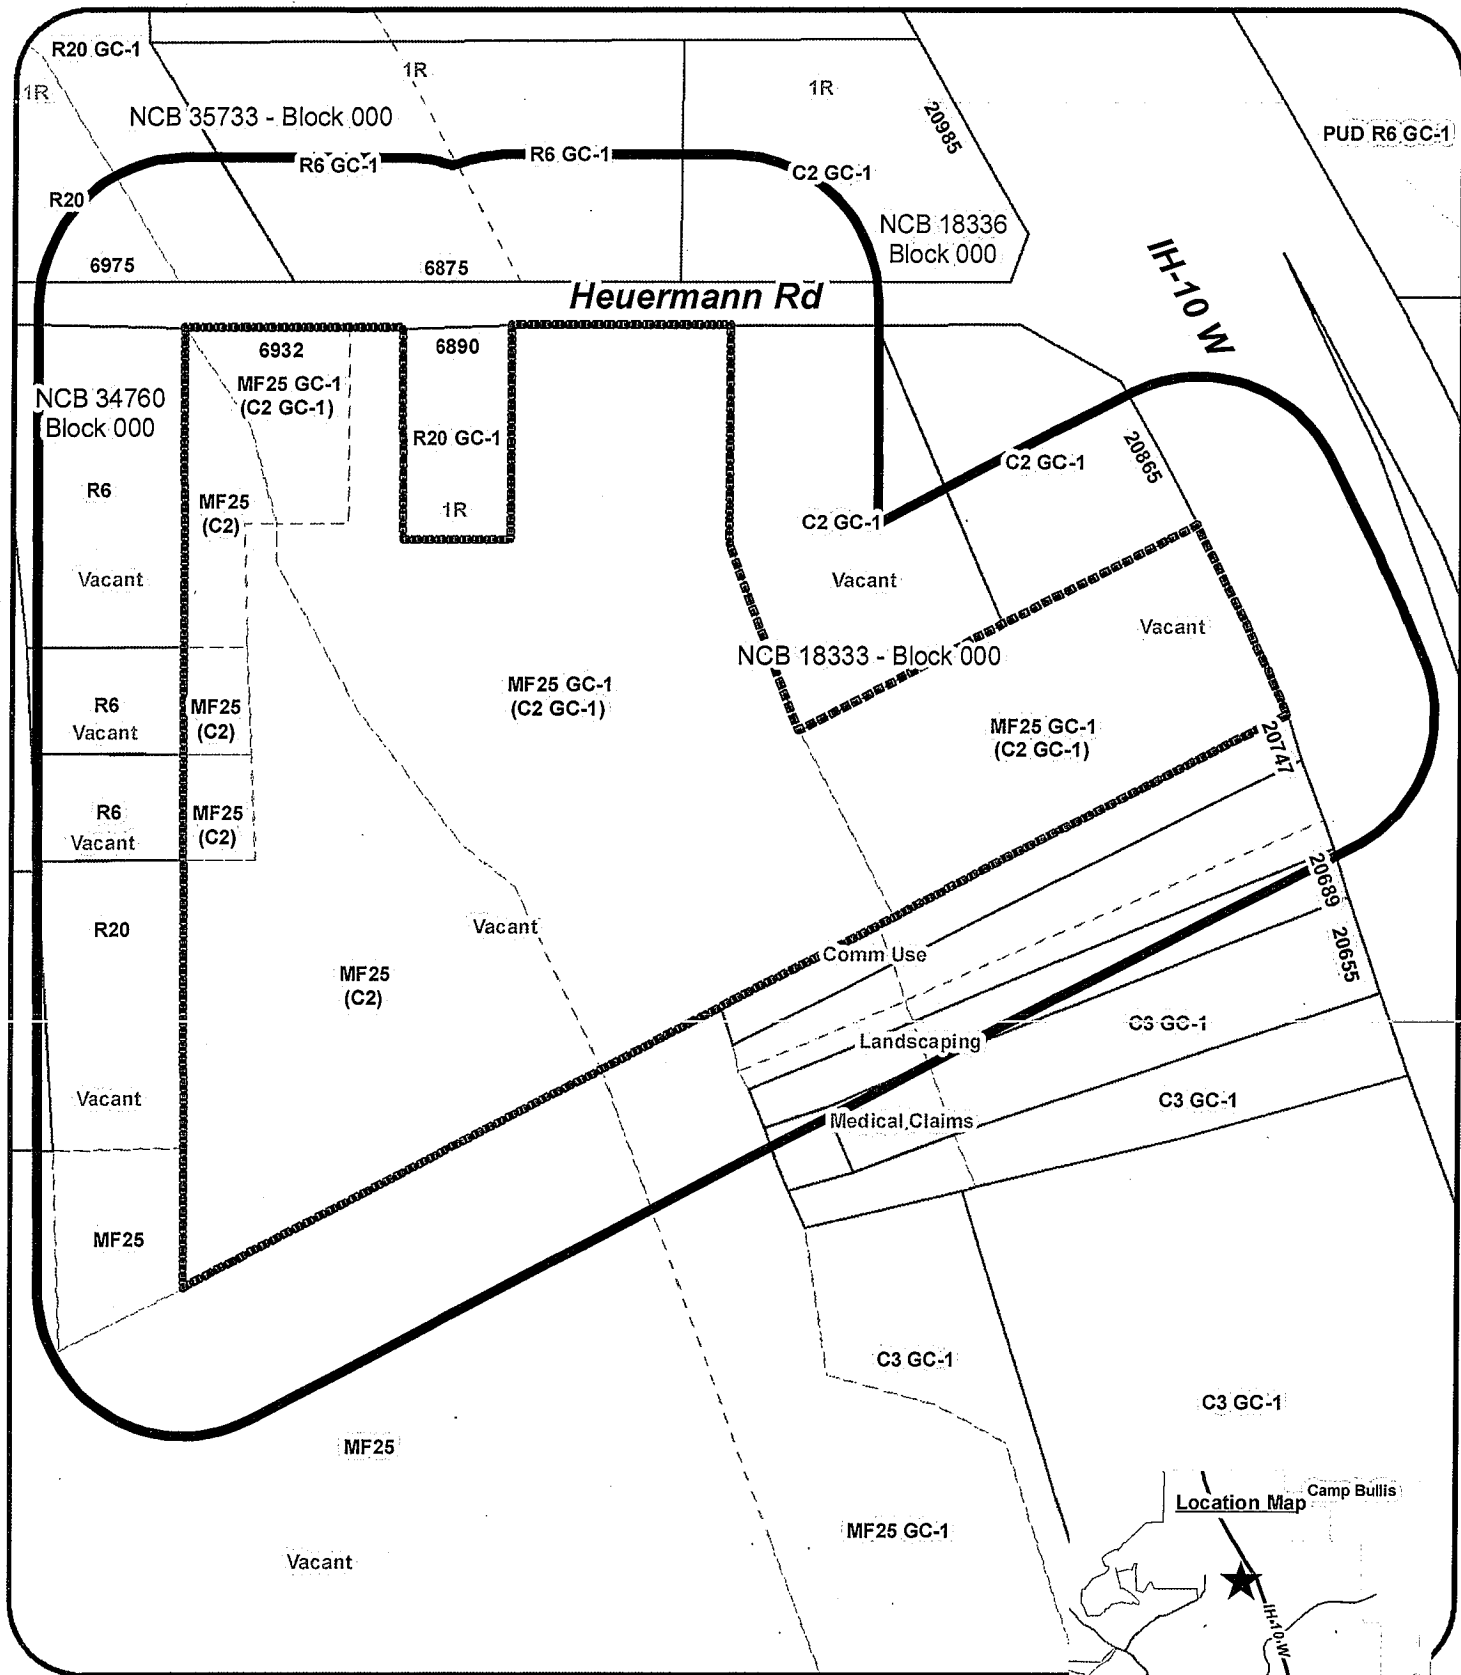 R20 GC-1
1R
1R
1R
NCB 35733 - Block 000
20985
PUD R6 GC-1
R6 GC-1
R6 GC-1
C2 GC-1
R20
NCB 18336
Block 000
6975
6875
Heuermann Rd
IH-10 W
6932
6890
MF25 GC-1
(C2 GC-1)
NCB 34760
Block 000
R20 GC-1
C2 GC-1
20865
R6
MF25
(C2)
1R
C2 GC-1
Vacant
Vacant
Vacant
NCB 18333 - Block 000
MF25 GC-1
(C2 GC-1)
R6
Vacant
MF25
(C2)
MF25 GC-1
(C2 GC-1)
20747
R6
Vacant
MF25
(C2)
20689
R20
Vacant
Comm Use
20655
MF25
(C2)
C3 GC-1
Landscaping
Vacant
C3 GC-1
Medical Claims
MF25
C3 GC-1
C3 GC-1
MF25
MF25 GC-1
Vacant
Location Map
Camp Bullis
IH-10 W